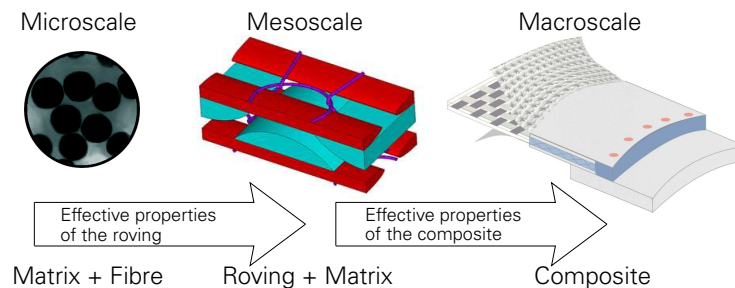 Microscale
Mesoscale
Macroscale
Effective properties
of the roving
Effective properties
of the composite
Matrix + Fibre
Roving + Matrix
Composite